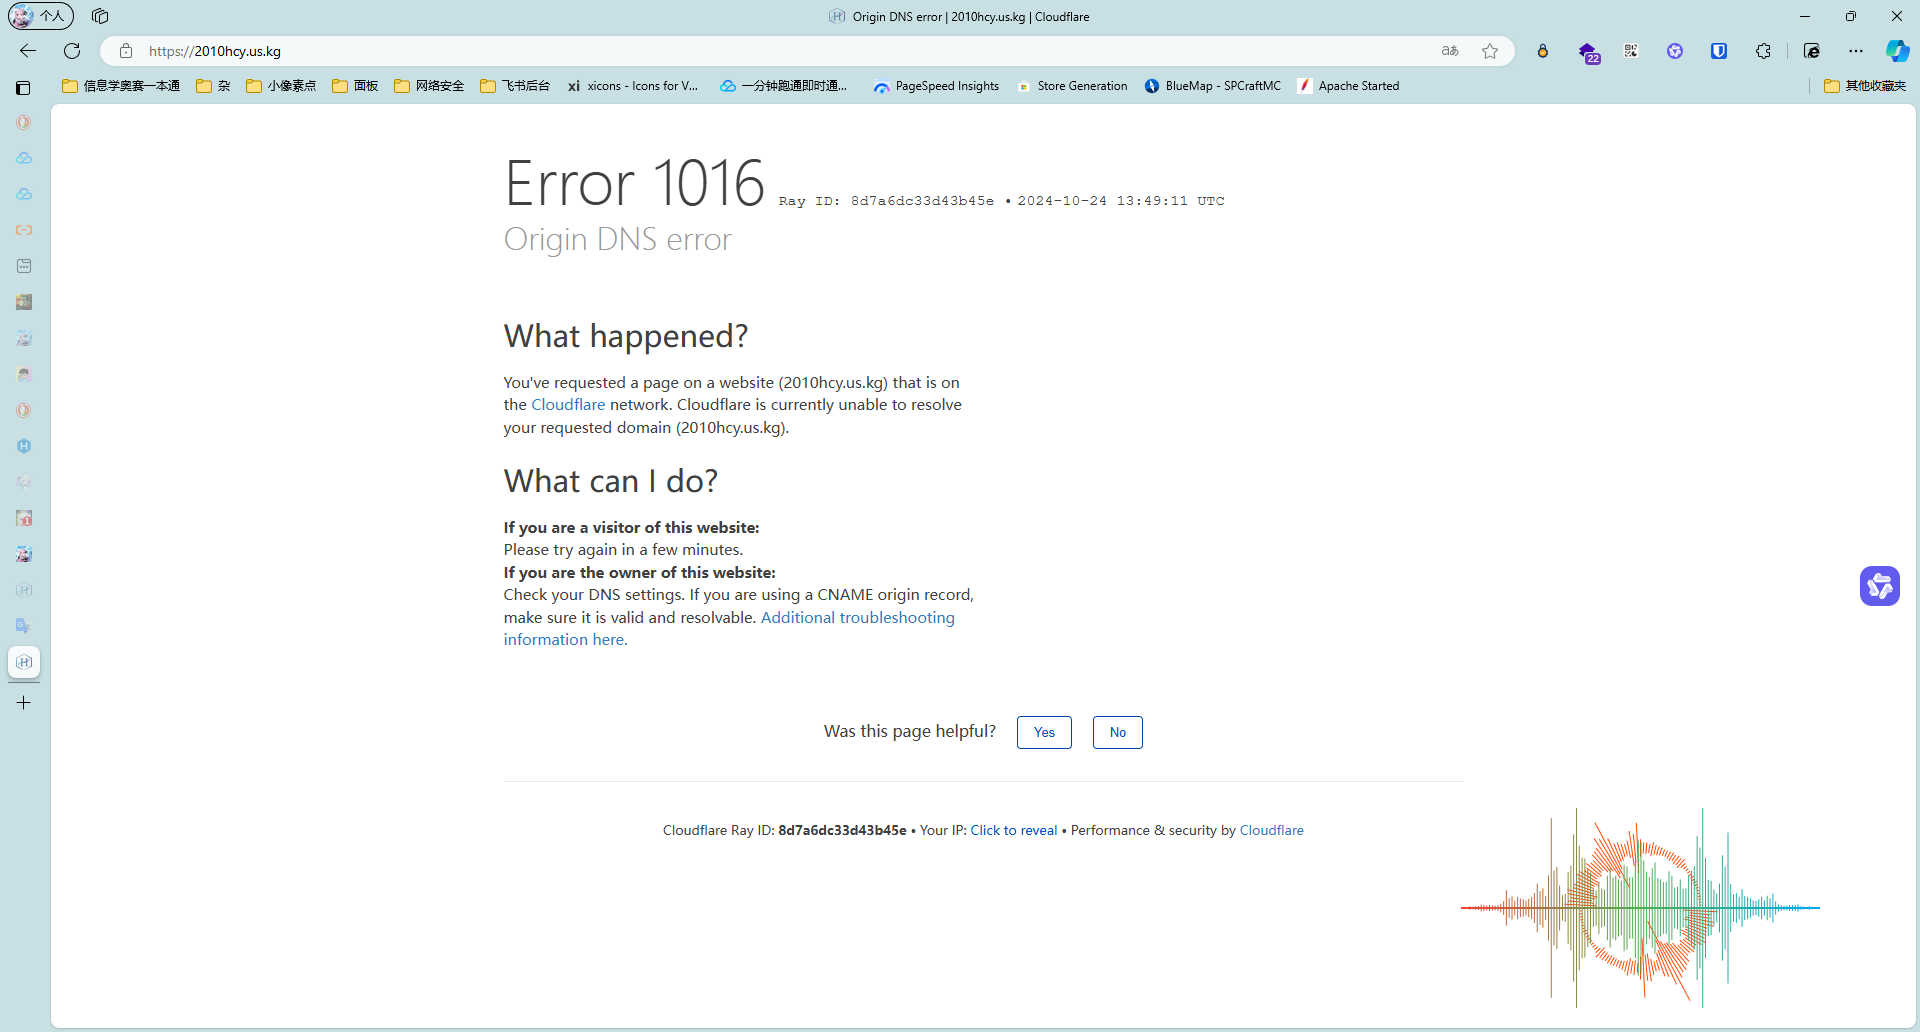 个人
Origin DNS error | 2010hcy.us.kg | Cloudflare
https://2010hcy.us.kg
aあ
22
信息学奥赛一本通
杂
小像素点
面板
网络安全
飞书后台
xi xicons - Icons for V...
一分钟跑通即时通...
PageSpeed Insights
Store Generation
BlueMap - SPCraftMC
Apache Started
其他收藏夹
Error 1016 Ray ID: 8d7a6dc33d43b45e • 2024-10-24 13:49:11 UTC
Origin DNS error
What happened?
You've requested a page on a website (2010hcy.us.kg) that is on
the Cloudflare network. Cloudflare is currently unable to resolve
your requested domain (2010hcy.us.kg).
What can I do?
If you are a visitor of this website:
Please try again in a few minutes.
If you are the owner of this website:
Check your DNS settings. If you are using a CNAME origin record,
make sure it is valid and resolvable. Additional troubleshooting
information here.
Was this page helpful? Yes No
Cloudflare Ray ID: 8d7a6dc33d43b45e • Your IP: Click to reveal • Performance & security by Cloudflare